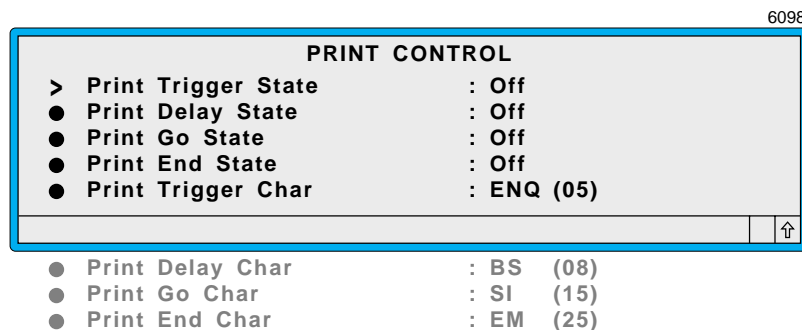 6098
PRINT CONTROL
> Print Trigger State : Off
● Print Delay State : Off
● Print Go State : Off
● Print End State : Off
● Print Trigger Char : ENQ (05)
● Print Delay Char : BS (08)
● Print Go Char : SI (15)
● Print End Char : EM (25)